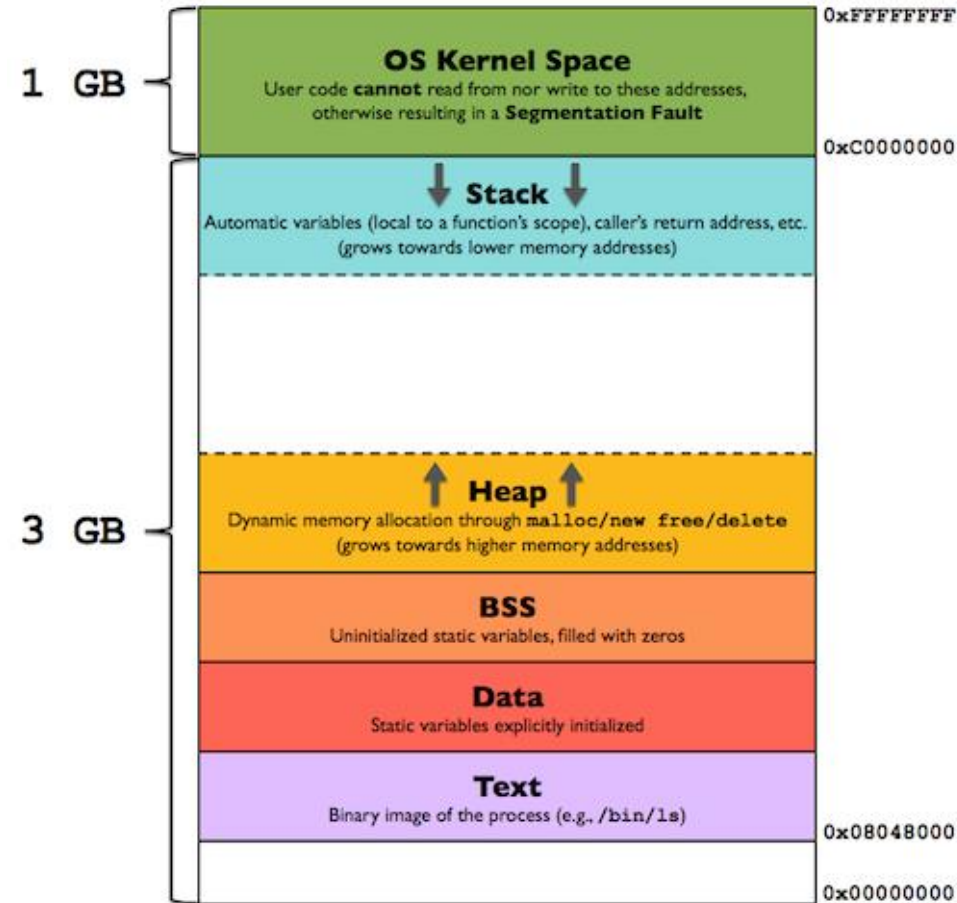 0xFFFFFFFF
1 GB
OS Kernel Space
User code cannot read from nor write to these addresses,
otherwise resulting in a Segmentation Fault
0xC0000000
Stack
Automatic variables (local to a function's scope), caller's return address, etc.
(grows towards lower memory addresses)
3 GB
Heap
Dynamic memory allocation through malloc/new free/delete
(grows towards higher memory addresses)
BSS
Uninitialized static variables, filled with zeros
Data
Static variables explicitly initialized
Text
Binary image of the process (e.g., /bin/ls)
0x08048000
0x00000000